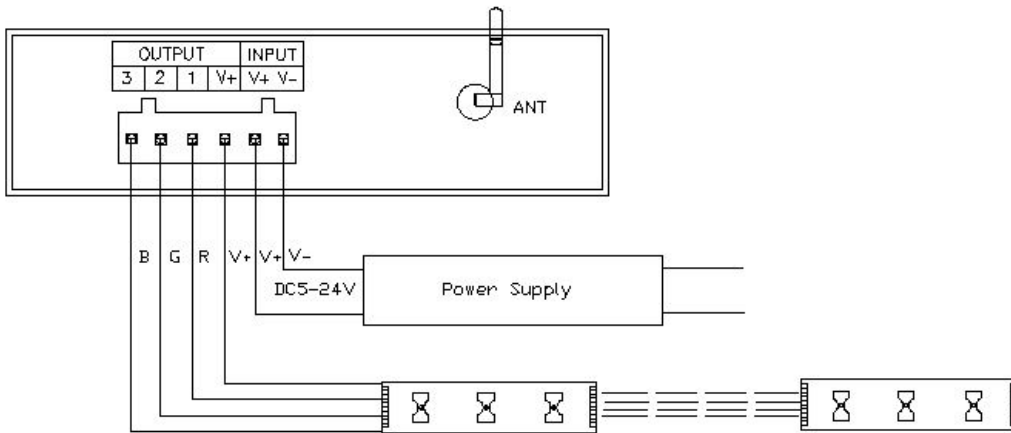 OUTPUT INPUT
3 2 1 V+ V+ V-
ANT
B G R V+ V+ V-
DC5-24V
Power Supply